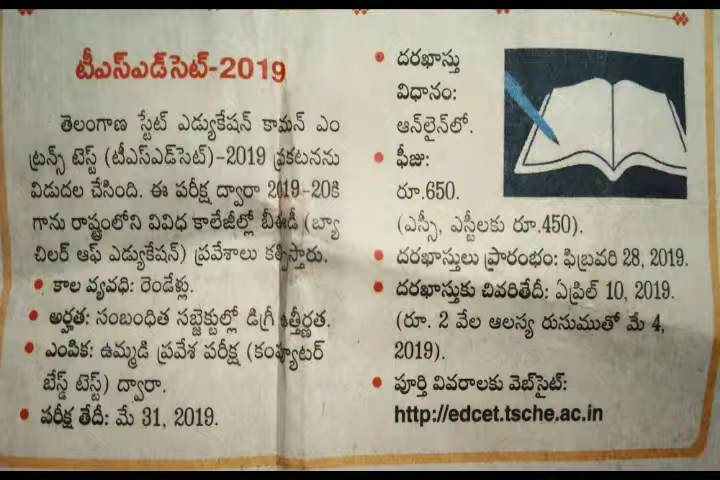 టీఎస్ఎడ్‌సెట్-2019
తెలంగాణ స్టేట్ ఎడ్యుకేషన్ కామన్ ఎం
ట్రన్స్ టెస్ట్ (టీఎస్ఎడ్‌సెట్)-2019 ప్రకటనను
విడుదల చేసింది. ఈ పరీక్ష ద్వారా 2019-20కి
గాను రాష్ట్రంలోని వివిధ కాలేజీల్లో బీఈడీ (బ్యా
చిలర్ ఆఫ్ ఎడ్యుకేషన్) ప్రవేశాలు కల్పిస్తారు.
• కాల వ్యవధి: రెండేళ్లు.
• అర్హత: సంబంధిత సబ్జెక్టుల్లో డిగ్రీ ఉత్తీర్ణత.
• ఎంపిక: ఉమ్మడి ప్రవేశ పరీక్ష (కంప్యూటర్
బేస్డ్ టెస్ట్) ద్వారా.
• పరీక్ష తేదీ: మే 31, 2019.
• దరఖాస్తు
విధానం:
ఆన్‌లైన్‌లో.
• ఫీజు:
రూ.650.
(ఎస్సీ, ఎస్టీలకు రూ.450).
• దరఖాస్తులు ప్రారంభం: ఫిబ్రవరి 28, 2019.
• దరఖాస్తుకు చివరితేదీ: ఏప్రిల్ 10, 2019.
(రూ. 2 వేల ఆలస్య రుసుముతో మే 4,
2019).
• పూర్తి వివరాలకు వెబ్‌సైట్:
http://edcet.tsche.ac.in